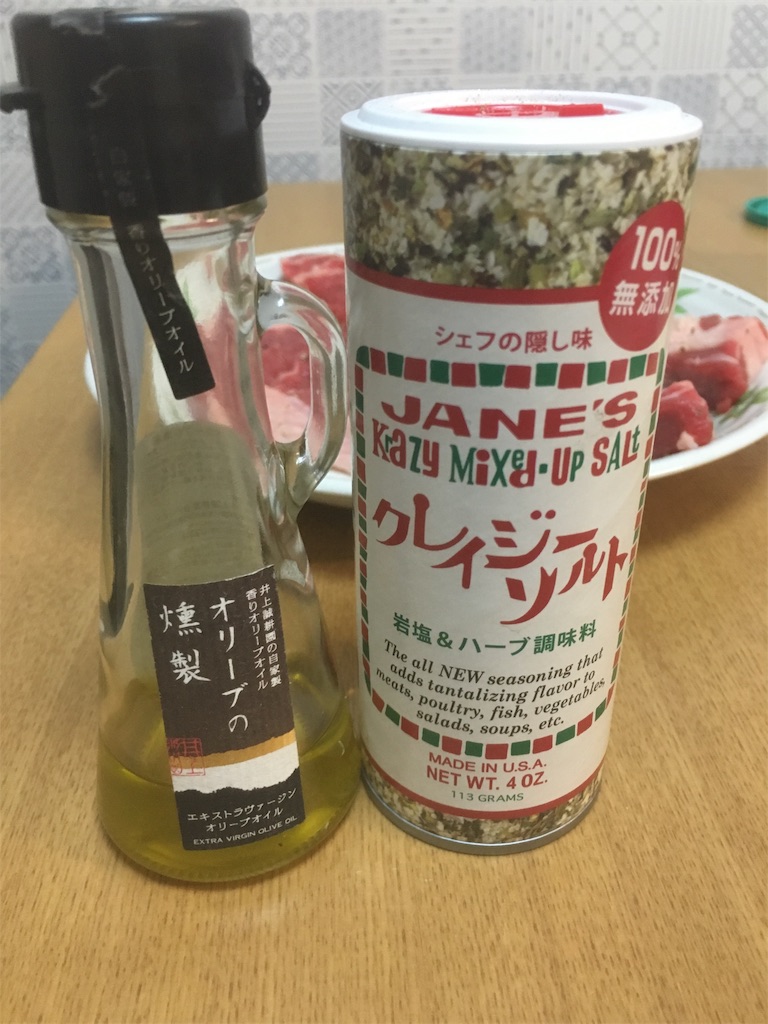 自家製
香りオリーブオイル
井上誠耕園の自家製
香りオリーブオイル
オリーブの
燻製
エキストラヴァージン
オリーブオイル
EXTRA VIRGIN OLIVE OIL
100%
無添加
シェフの隠し味
JANE'S
KRaZy MiXed-UP SALt
クレイジー
ソルト
岩塩&ハーブ調味料
The all NEW seasoning that
adds tantalizing flavor to
meats, poultry, fish, vegetables,
salads, soups, etc.
MADE IN U.S.A.
NET WT. 4 OZ.
113 GRAMS